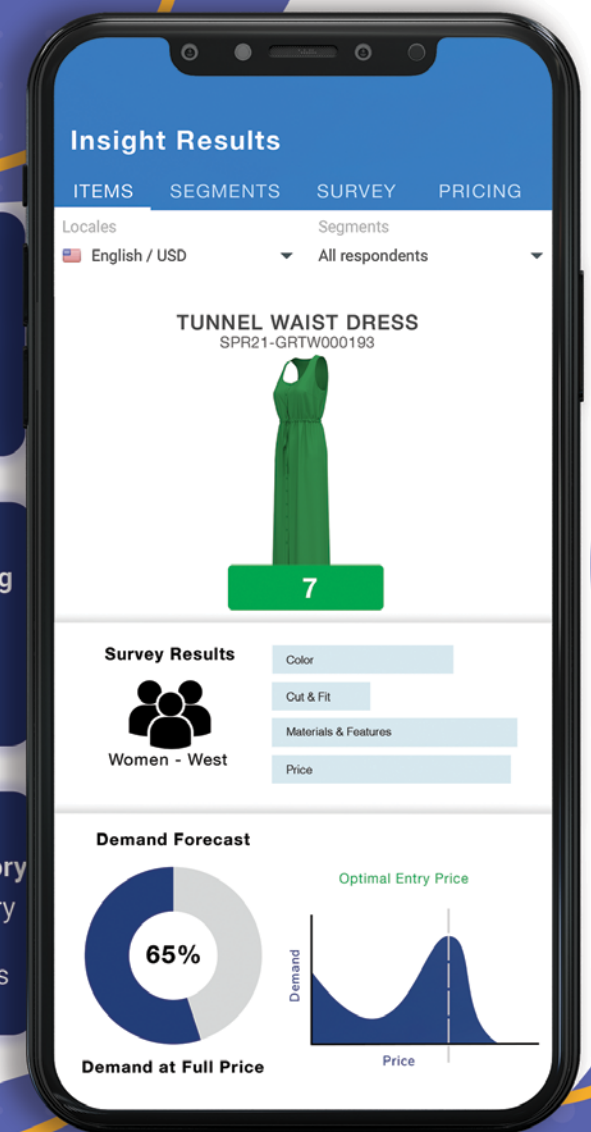 Insight Results
ITEMS SEGMENTS SURVEY PRICING
Locales Segments
English / USD All respondents
TUNNEL WAIST DRESS
SPR21-GRTW000193
7
Survey Results
Women - West
Color
Cut & Fit
Materials & Features
Price
Demand Forecast
65%
Demand at Full Price
Optimal Entry Price
Demand
Price